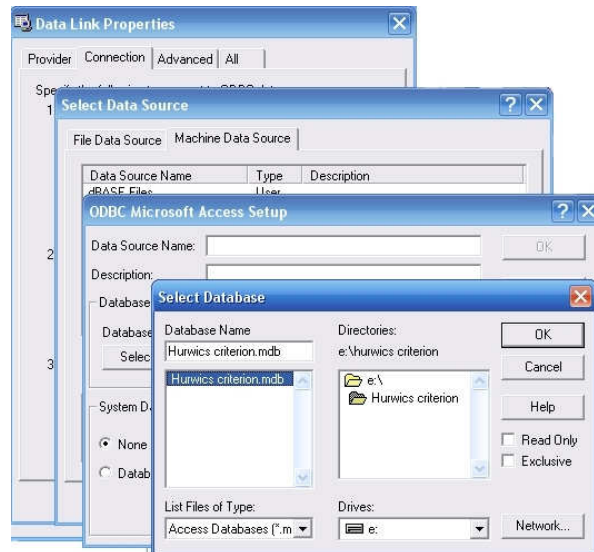 Data Link Properties
Provider Connection Advanced All
1
Select Data Source
File Data Source Machine Data Source
Data Source Name Type Description
dBASE Files User
ODBC Microsoft Access Setup
Data Source Name: OK
2
Description:
Database
Database
Selec
3
System D
None
Datab
Select Database
Database Name
Hurwics criterion.mdb
Hurwics criterion.mdb
List Files of Type:
Access Databases (*.m
Directories:
e:\hurwics criterion
e:\
Hurwics criterion
Drives:
e:
OK
Cancel
Help
Read Only
Exclusive
Network...